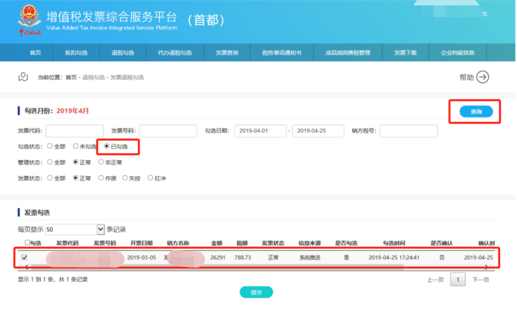 增值税发票综合服务平台（首都）
Value Added Tax Invoice Integrated Service Platform
首页 抵扣勾选 退税勾选 代办退税勾选 发票查询 税务事项通知书 成品油消费税管理 发票下载 企业档案信息
当前位置：首页 - 退税勾选 - 发票退税勾选 帮助
勾选月份：2019年4月 查询
发票代码： 发票号码： 勾选日期： 2019-04-01 - 2019-04-25 销方税号：
勾选状态： 全部 未勾选 已勾选
管理状态： 全部 正常 非正常
发票状态： 全部 正常 作废 失控 红冲
发票勾选
每页显示 50 条记录
勾选 发票代码 发票号码 开票日期 销方名称 金额 税额 发票状态 信息来源 是否勾选 勾选时间 是否确认 确认时
2019-03-05 26291 788.73 正常 系统推送 是 2019-04-25 17:24:41 否 2019-04-25
显示 1 到 1 条，共 1 条记录 上一页 1 下一页
提交